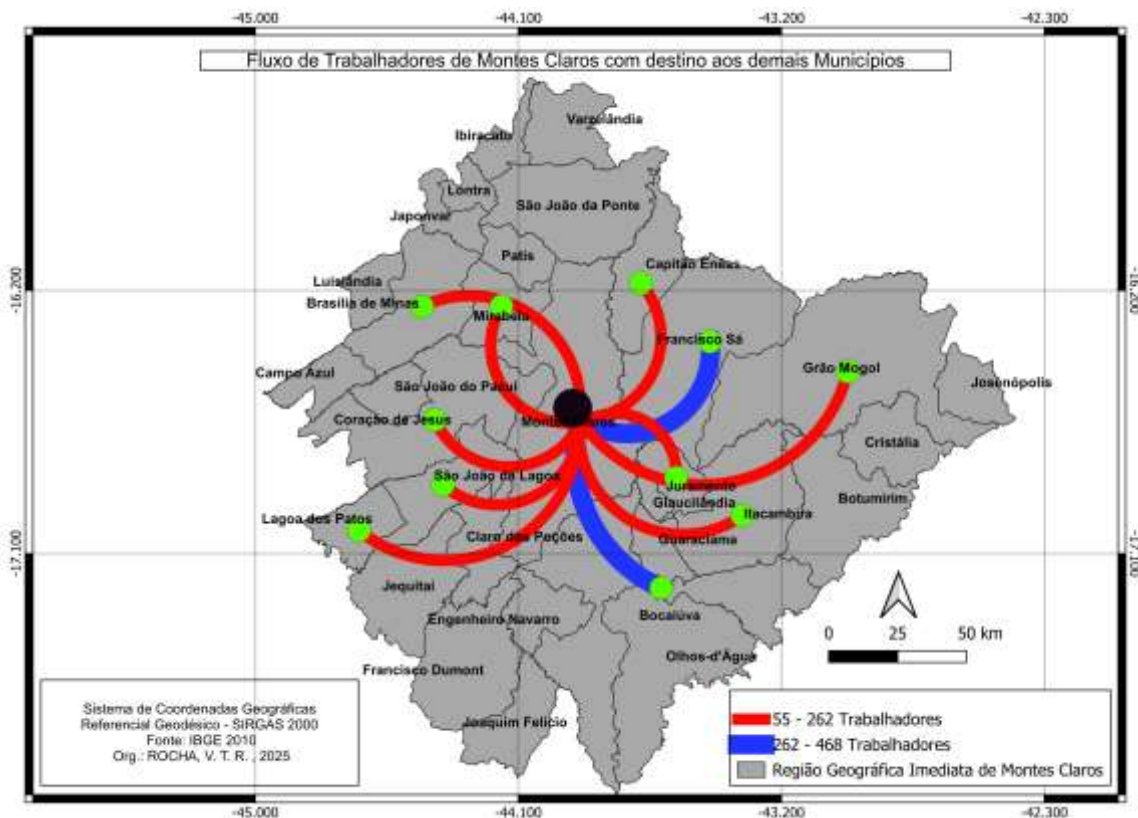 -45.000
-44.100
-43.200
-42.300
Fluxo de Trabalhadores de Montes Claros com destino aos demais Municípios
Varzelândia
Ibiracatu
Lontra
São João da Ponte
Japonvar
Patis
Capitão Enéas
-16.200
-16.200
Luislândia
Brasília de Minas
Mirabela
Francisco Sá
Grão Mogol
Campo Azul
São João do Pacuí
Josenópolis
Coração de Jesus
Montes Claros
Cristália
São João da Lagoa
Juramento
Glaucilândia
Botumirim
Lagoa dos Patos
Itacambira
Claro dos Poções
Guaraciama
-17.100
-17.100
Jequitaí
Engenheiro Navarro
Bocaiúva
0 25 50 km
Olhos-d'Água
Francisco Dumont
Joaquim Felício
Sistema de Coordenadas Geográficas
Referencial Geodésico - SIRGAS 2000
Fonte: IBGE 2010
Org.: ROCHA, V. T. R. , 2025
55 - 262 Trabalhadores
262 - 468 Trabalhadores
Região Geográfica Imediata de Montes Claros
-45.000
-44.100
-43.200
-42.300